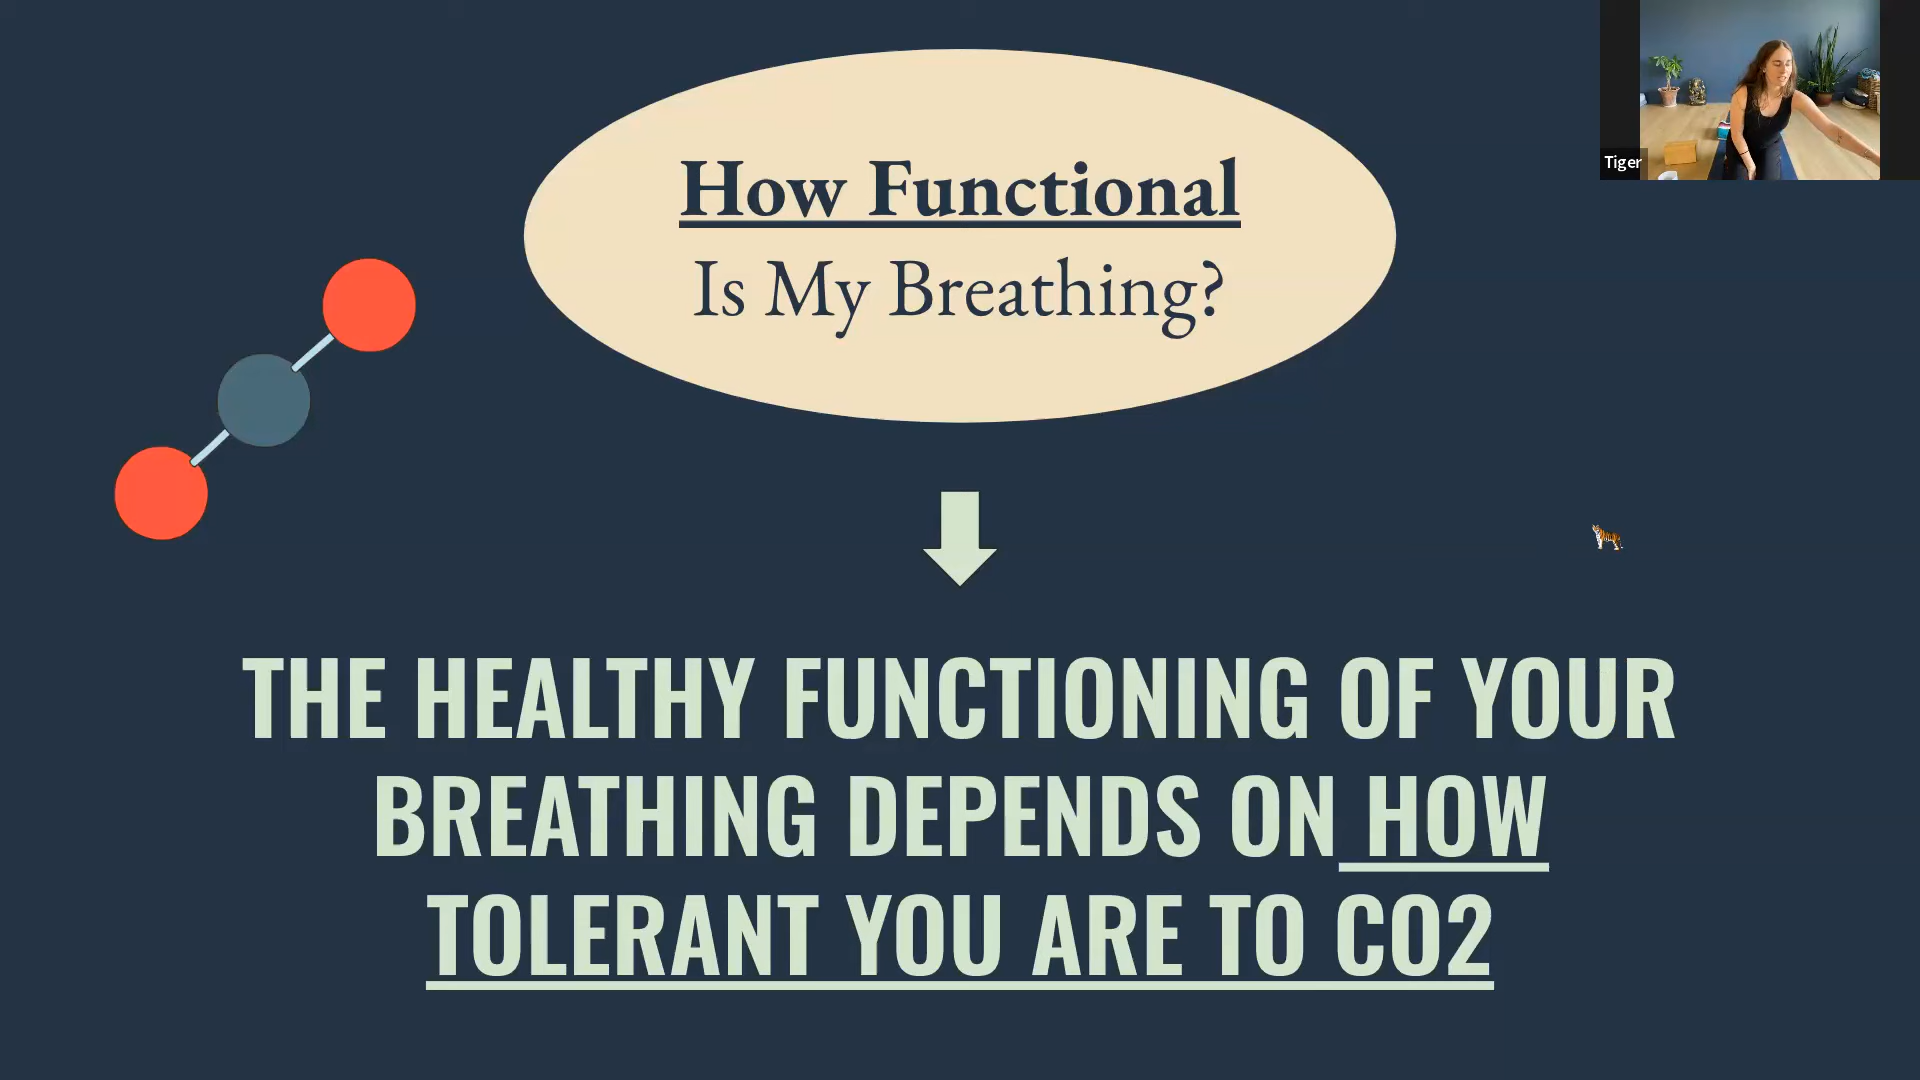 How Functional
Is My Breathing?
Tiger
THE HEALTHY FUNCTIONING OF YOUR
BREATHING DEPENDS ON HOW
TOLERANT YOU ARE TO CO2